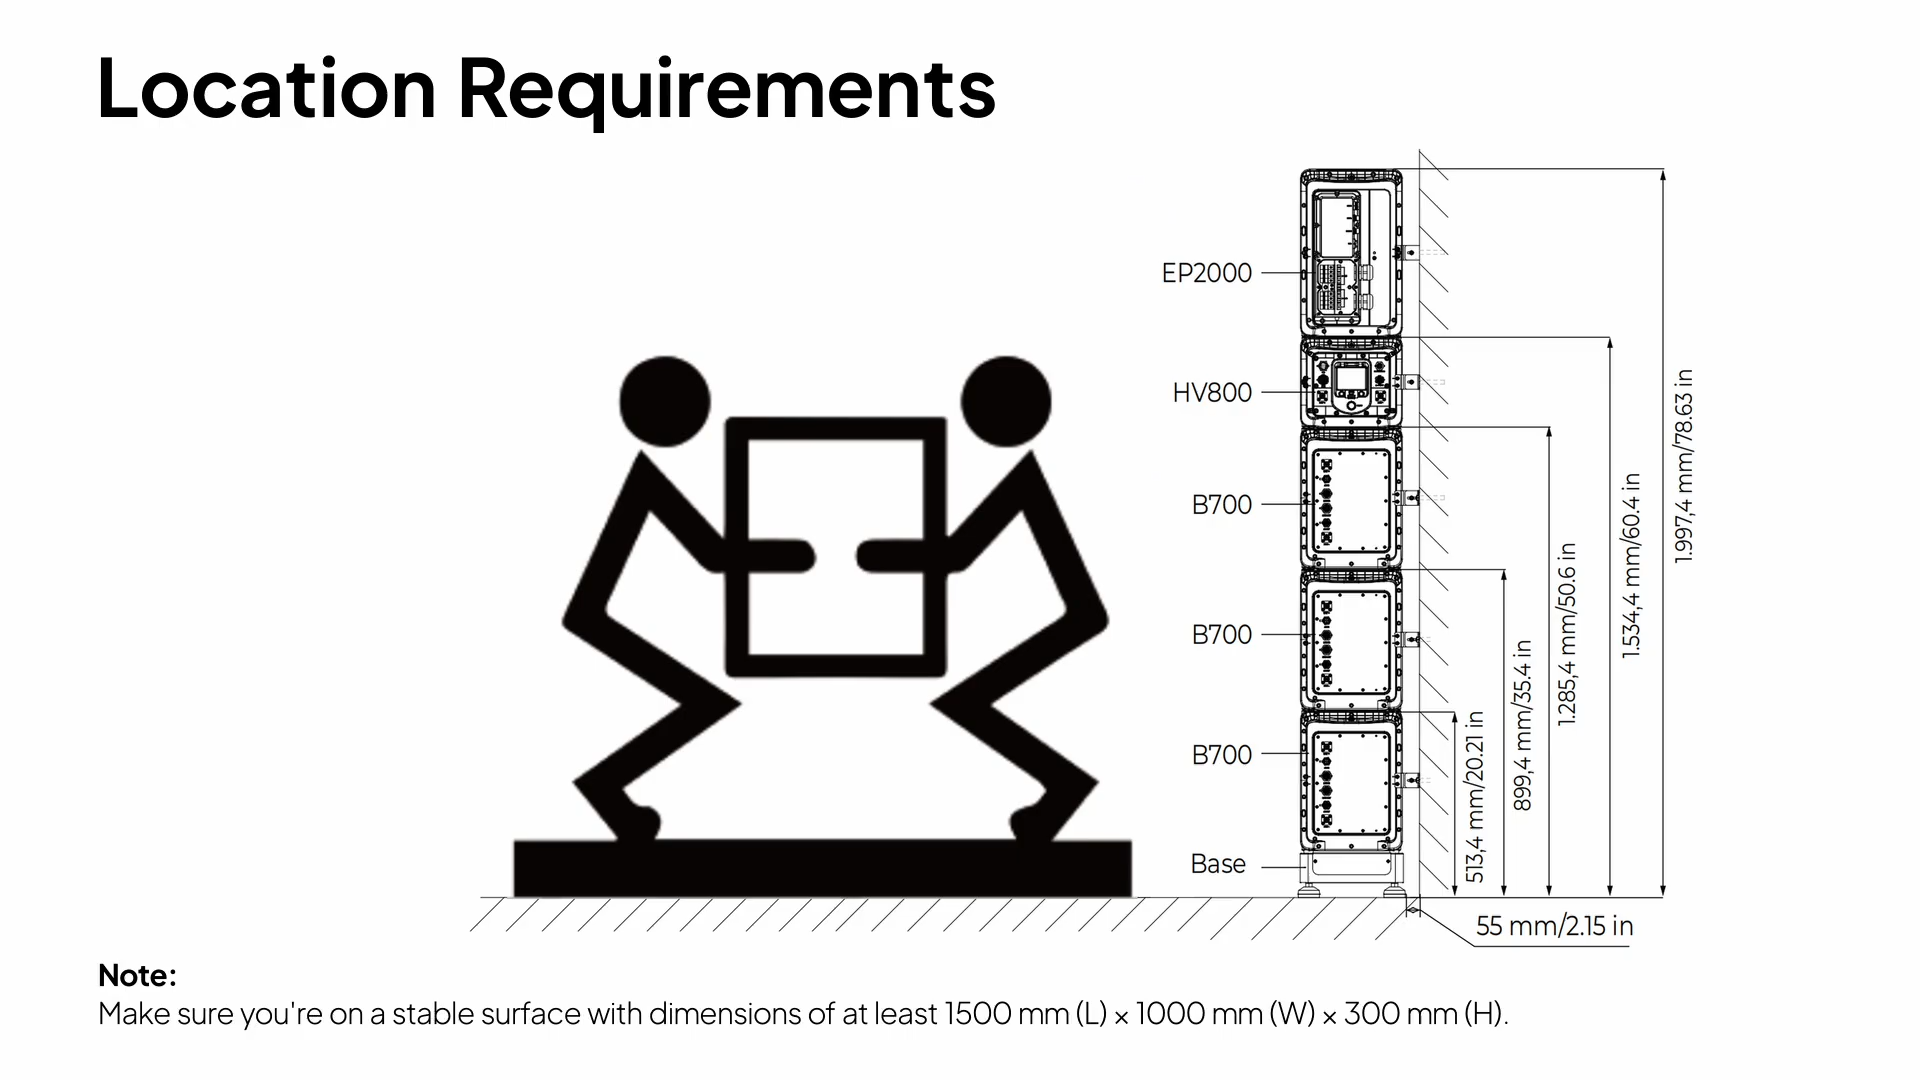 Location Requirements
EP2000
HV800
B700
B700
B700
Base
513,4 mm/20.21 in
899,4 mm/35.4 in
1.285,4 mm/50.6 in
1.534,4 mm/60.4 in
1.997,4 mm/78.63 in
55 mm/2.15 in
Note:
Make sure you're on a stable surface with dimensions of at least 1500 mm (L) × 1000 mm (W) × 300 mm (H).